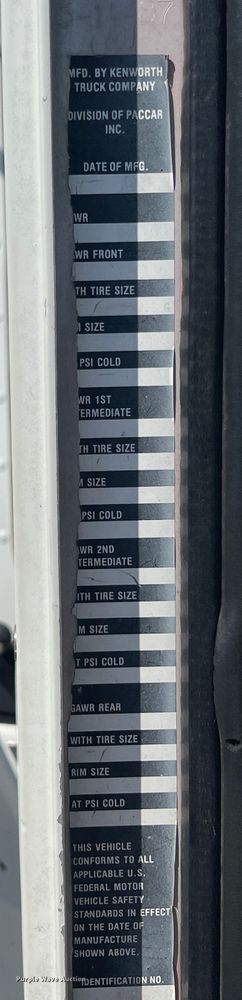 MFD. BY KENWORTH
TRUCK COMPANY
DIVISION OF PACCAR
INC.
DATE OF MFG.
WR
WR FRONT
TH TIRE SIZE
M SIZE
PSI COLD
WR 1ST
TERMEDIATE
TH TIRE SIZE
M SIZE
PSI COLD
WR 2ND
TERMEDIATE
ITH TIRE SIZE
M SIZE
AT PSI COLD
GAWR REAR
WITH TIRE SIZE
RIM SIZE
AT PSI COLD
THIS VEHICLE
CONFORMS TO ALL
APPLICABLE U.S.
FEDERAL MOTOR
VEHICLE SAFETY
STANDARDS IN EFFECT
ON THE DATE OF
MANUFACTURE
SHOWN ABOVE.
IDENTIFICATION NO.
Purple Wave Auction